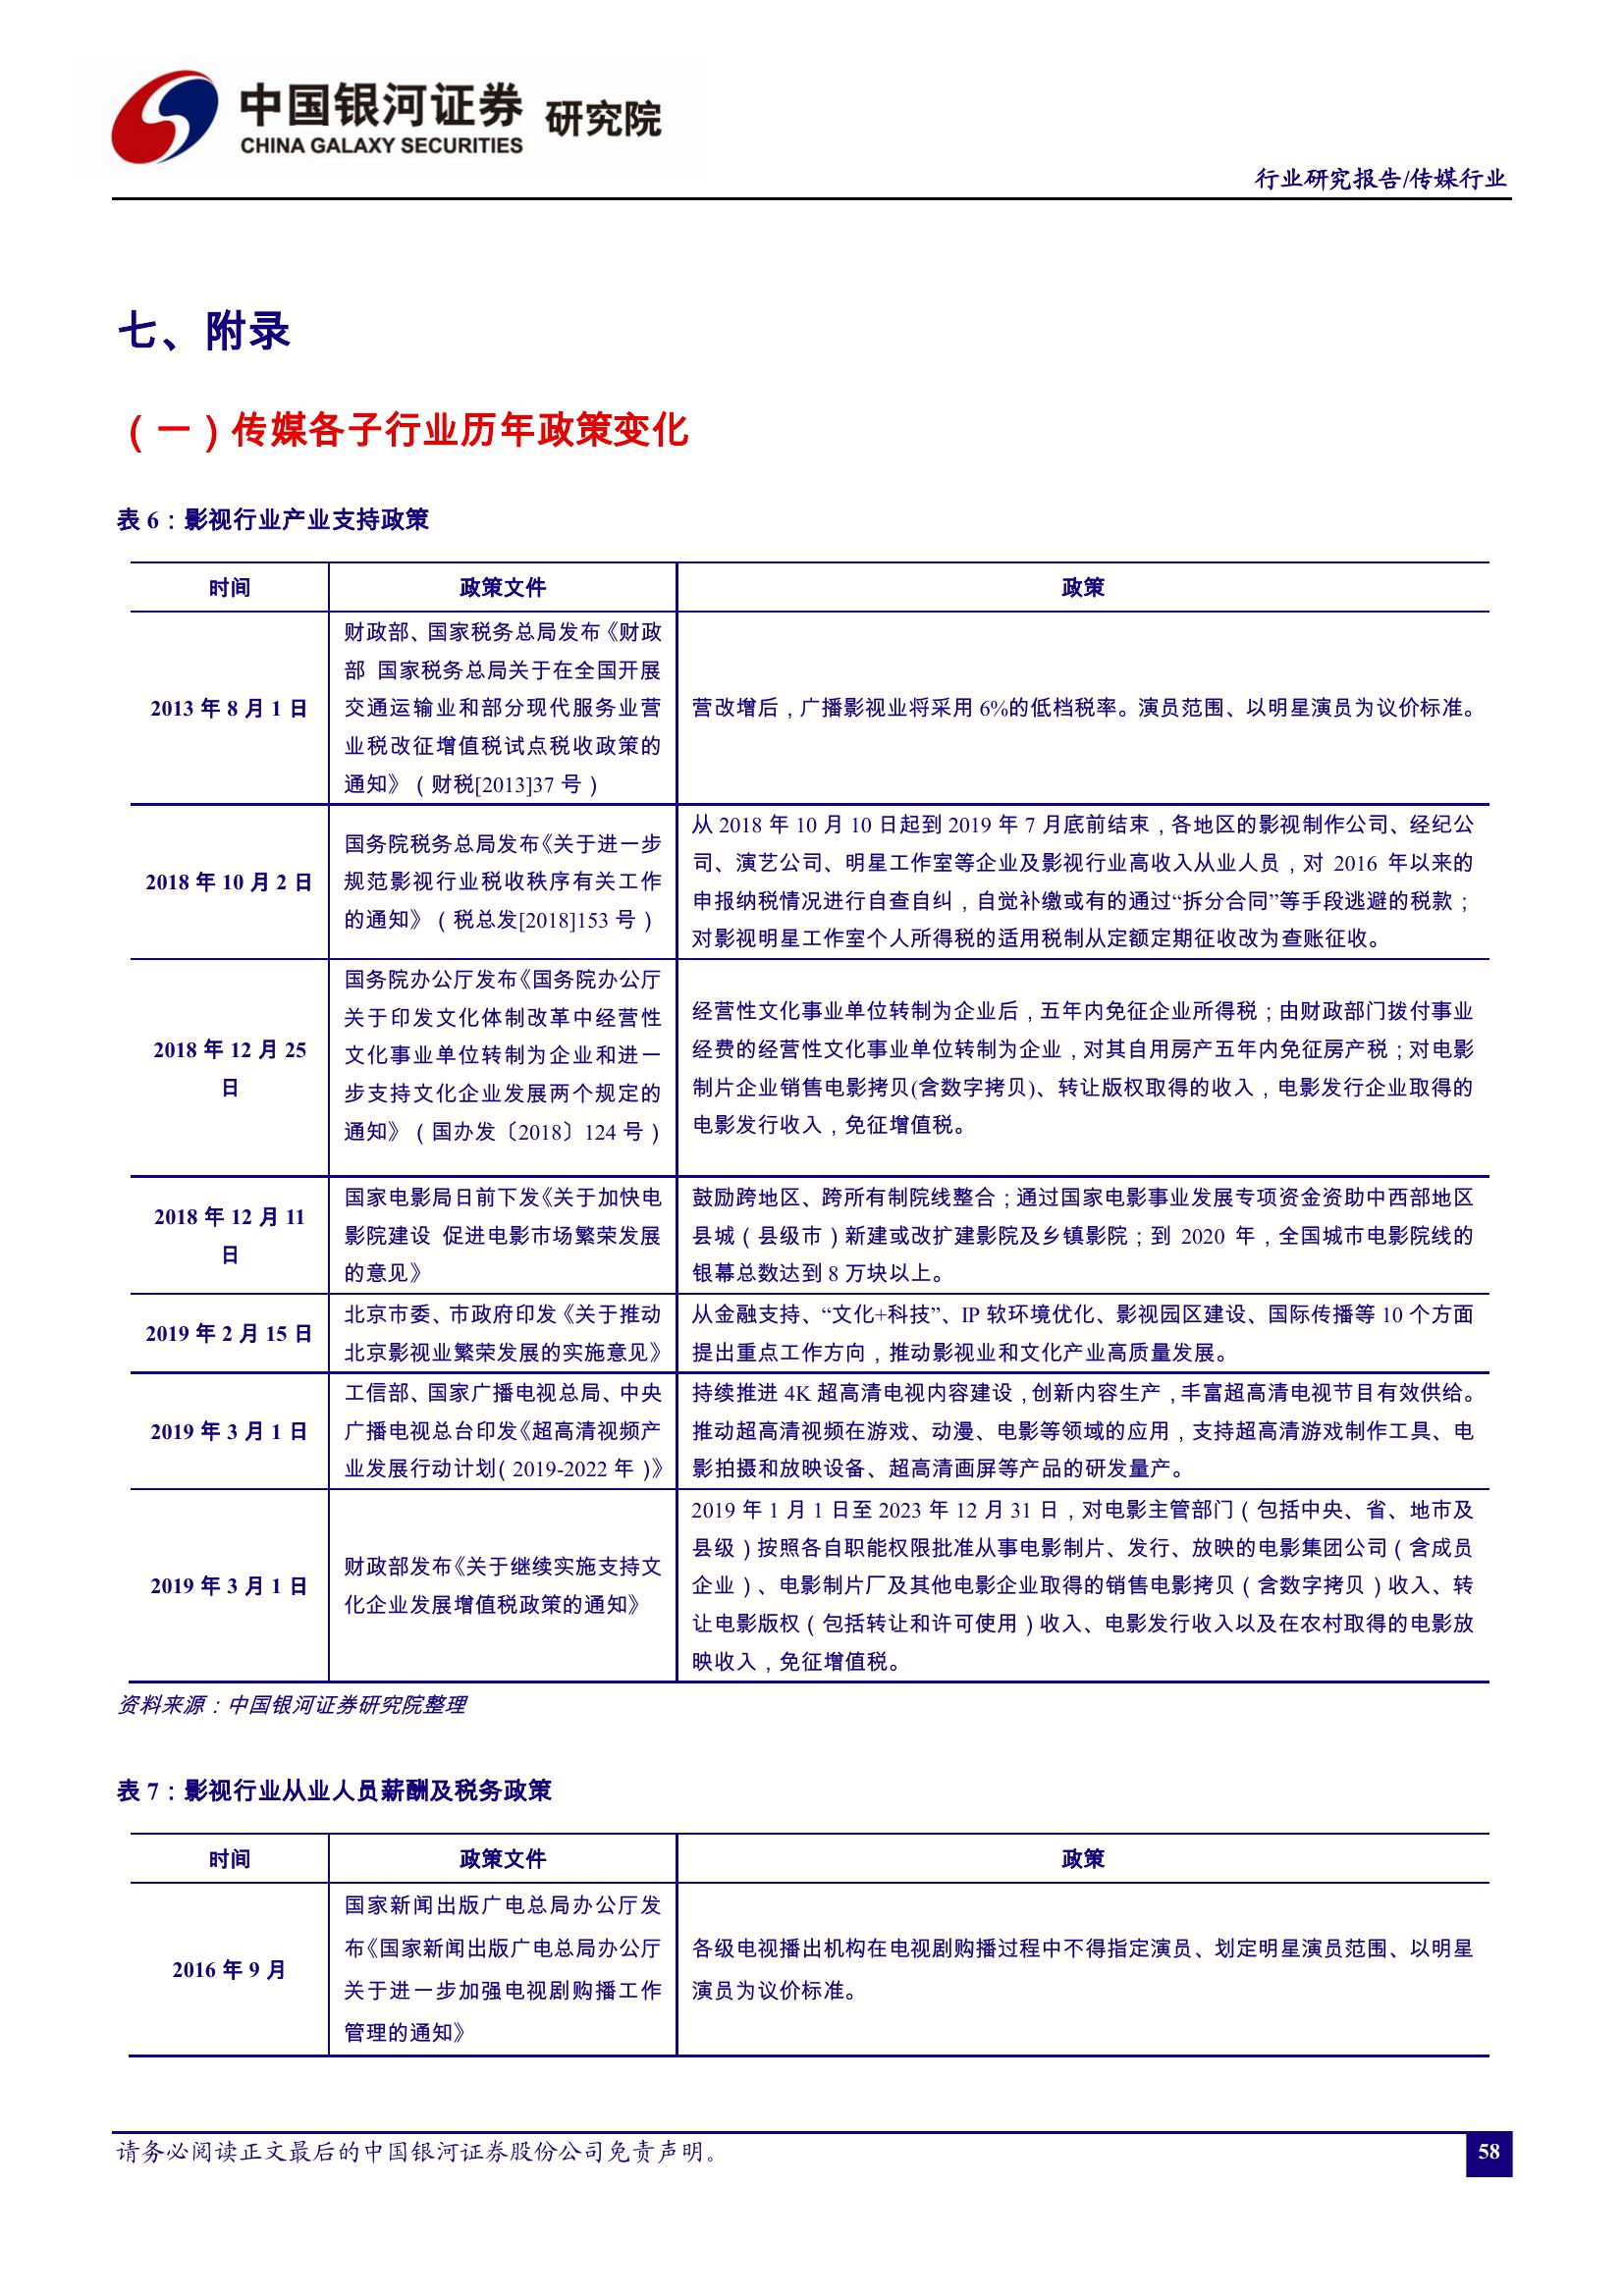 中国银河证券 研究院
CHINA GALAXY SECURITIES
行业研究报告/传媒行业
七、附录
（一）传媒各子行业历年政策变化
表 6：影视行业产业支持政策
时间 政策文件 政策
2013 年 8 月 1 日
财政部、国家税务总局发布《财政
部 国家税务总局关于在全国开展
交通运输业和部分现代服务业营
业税改征增值税试点税收政策的
通知》（财税[2013]37 号）
营改增后，广播影视业将采用 6%的低档税率。演员范围、以明星演员为议价标准。
2018 年 10 月 2 日
国务院税务总局发布《关于进一步
规范影视行业税收秩序有关工作
的通知》（税总发[2018]153 号）
从 2018 年 10 月 10 日起到 2019 年 7 月底前结束，各地区的影视制作公司、经纪公
司、演艺公司、明星工作室等企业及影视行业高收入从业人员，对 2016 年以来的
申报纳税情况进行自查自纠，自觉补缴或有的通过“拆分合同”等手段逃避的税款；
对影视明星工作室个人所得税的适用税制从定额定期征收改为查账征收。
2018 年 12 月 25
日
国务院办公厅发布《国务院办公厅
关于印发文化体制改革中经营性
文化事业单位转制为企业和进一
步支持文化企业发展两个规定的
通知》（国办发〔2018〕124 号）
经营性文化事业单位转制为企业后，五年内免征企业所得税；由财政部门拨付事业
经费的经营性文化事业单位转制为企业，对其自用房产五年内免征房产税；对电影
制片企业销售电影拷贝(含数字拷贝)、转让版权取得的收入，电影发行企业取得的
电影发行收入，免征增值税。
2018 年 12 月 11
日
国家电影局日前下发《关于加快电
影院建设 促进电影市场繁荣发展
的意见》
鼓励跨地区、跨所有制院线整合；通过国家电影事业发展专项资金资助中西部地区
县城（县级市）新建或改扩建影院及乡镇影院；到 2020 年，全国城市电影院线的
银幕总数达到 8 万块以上。
2019 年 2 月 15 日
北京市委、市政府印发《关于推动
北京影视业繁荣发展的实施意见》
从金融支持、“文化+科技”、IP 软环境优化、影视园区建设、国际传播等 10 个方面
提出重点工作方向，推动影视业和文化产业高质量发展。
2019 年 3 月 1 日
工信部、国家广播电视总局、中央
广播电视总台印发《超高清视频产
业发展行动计划（2019-2022 年）》
持续推进 4K 超高清电视内容建设，创新内容生产，丰富超高清电视节目有效供给。
推动超高清视频在游戏、动漫、电影等领域的应用，支持超高清游戏制作工具、电
影拍摄和放映设备、超高清画屏等产品的研发量产。
2019 年 3 月 1 日
财政部发布《关于继续实施支持文
化企业发展增值税政策的通知》
2019 年 1 月 1 日至 2023 年 12 月 31 日，对电影主管部门（包括中央、省、地市及
县级）按照各自职能权限批准从事电影制片、发行、放映的电影集团公司（含成员
企业）、电影制片厂及其他电影企业取得的销售电影拷贝（含数字拷贝）收入、转
让电影版权（包括转让和许可使用）收入、电影发行收入以及在农村取得的电影放
映收入，免征增值税。
资料来源：中国银河证券研究院整理
表 7：影视行业从业人员薪酬及税务政策
时间 政策文件 政策
2016 年 9 月
国家新闻出版广电总局办公厅发
布《国家新闻出版广电总局办公厅
关于进一步加强电视剧购播工作
管理的通知》
各级电视播出机构在电视剧购播过程中不得指定演员、划定明星演员范围、以明星
演员为议价标准。
请务必阅读正文最后的中国银河证券股份公司免责声明。
58